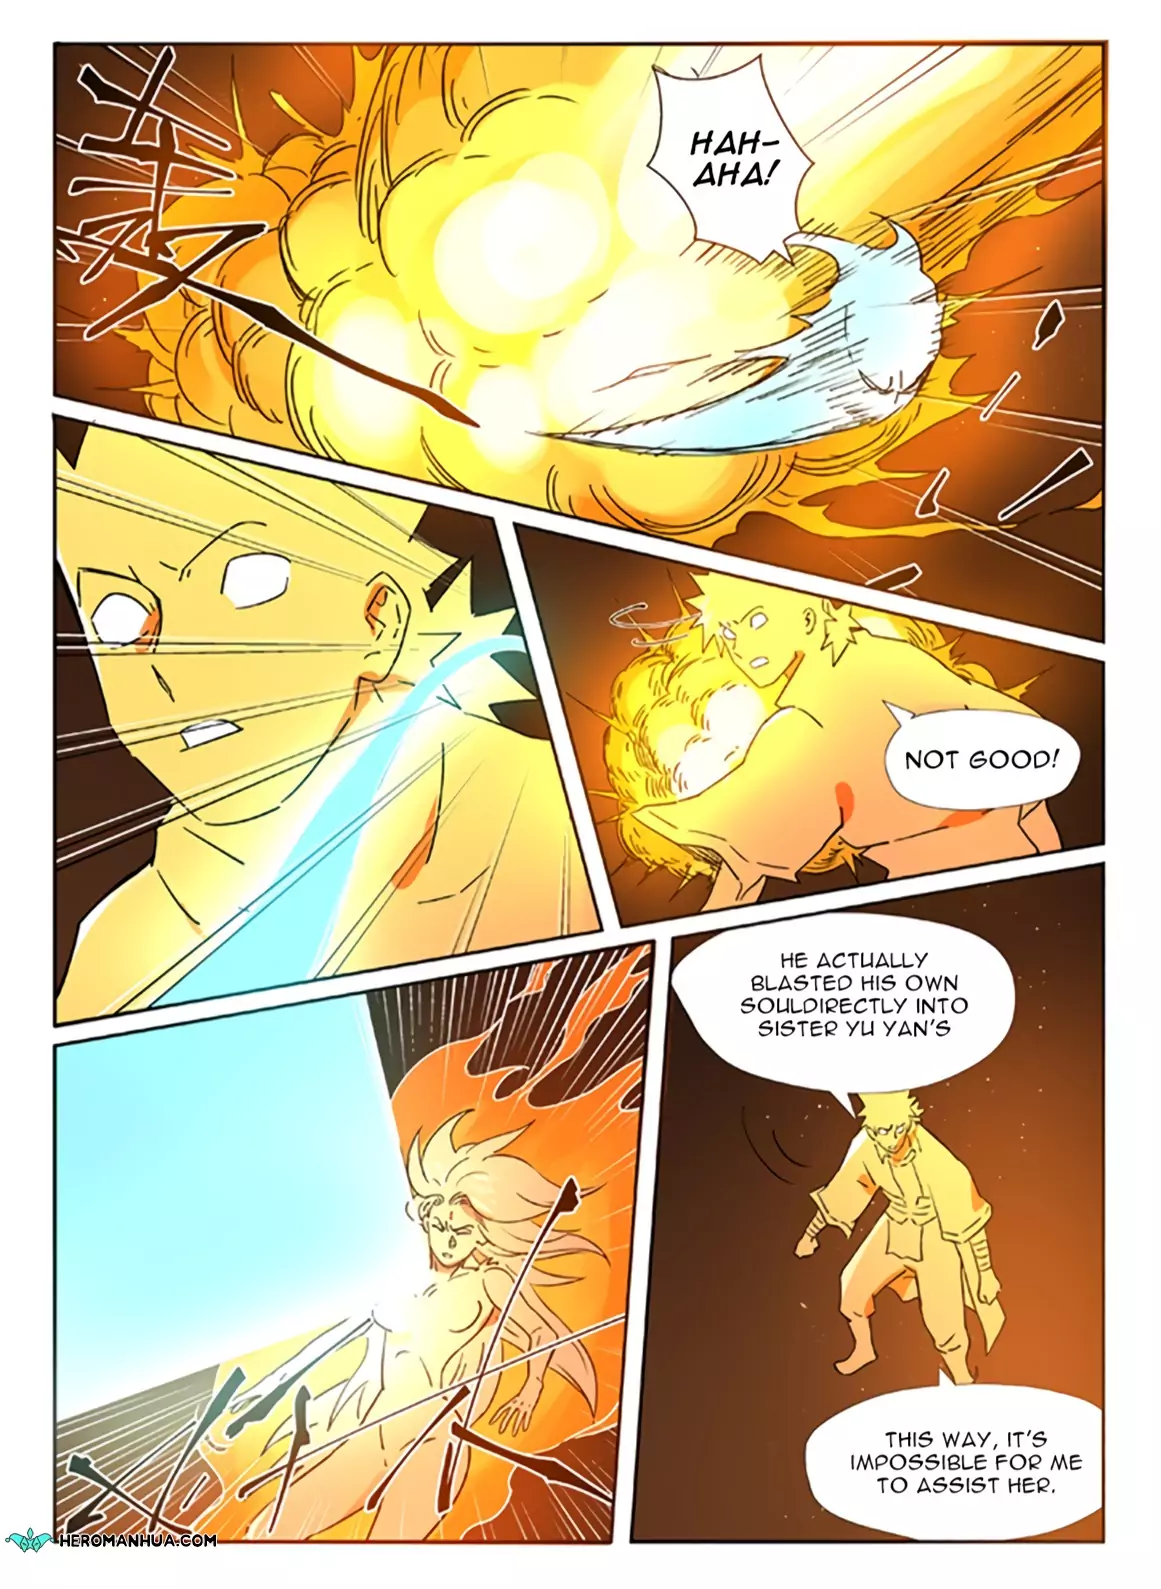 HAH-
AHA!
NOT GOOD!
HE ACTUALLY
BLASTED HIS OWN
SOULDIRECTLY INTO
SISTER YU YAN'S
THIS WAY, IT'S
IMPOSSIBLE FOR ME
TO ASSIST HER.
HEROMANHUA.COM